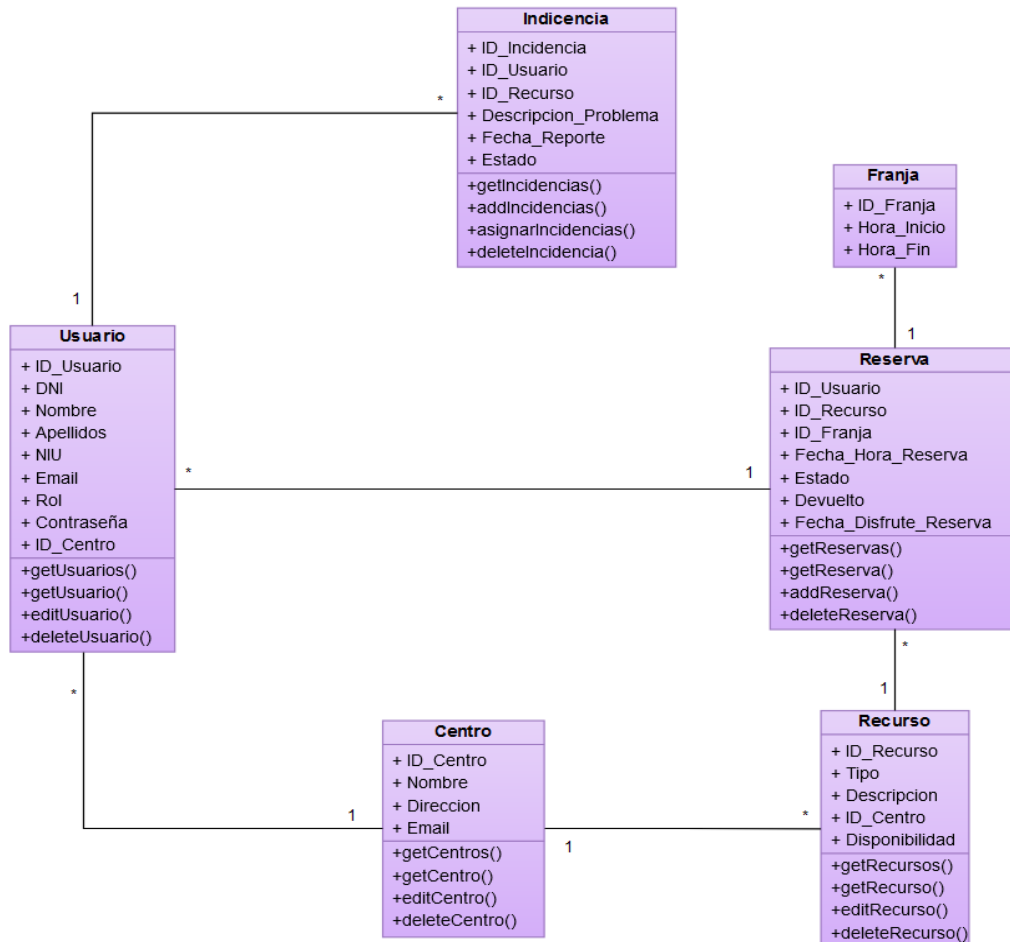 Indicencia
+ ID_Incidencia
+ ID_Usuario
+ ID_Recurso
+ Descripcion_Problema
+ Fecha_Reporte
+ Estado
+getIncidencias()
+addIncidencias()
+asignarIncidencias()
+deleteIncidencia()
*
1
Franja
+ ID_Franja
+ Hora_Inicio
+ Hora_Fin
*
1
Usuario
+ ID_Usuario
+ DNI
+ Nombre
+ Apellidos
+ NIU
+ Email
+ Rol
+ Contraseña
+ ID_Centro
+getUsuarios()
+getUsuario()
+editUsuario()
+deleteUsuario()
*
1
Reserva
+ ID_Usuario
+ ID_Recurso
+ ID_Franja
+ Fecha_Hora_Reserva
+ Estado
+ Devuelto
+ Fecha_Disfrute_Reserva
+getReservas()
+getReserva()
+addReserva()
+deleteReserva()
*
1
*
1
Centro
+ ID_Centro
+ Nombre
+ Direccion
+ Email
+getCentros()
+getCentro()
+editCentro()
+deleteCentro()
1
*
Recurso
+ ID_Recurso
+ Tipo
+ Descripcion
+ ID_Centro
+ Disponibilidad
+getRecursos()
+getRecurso()
+editRecurso()
+deleteRecurso()